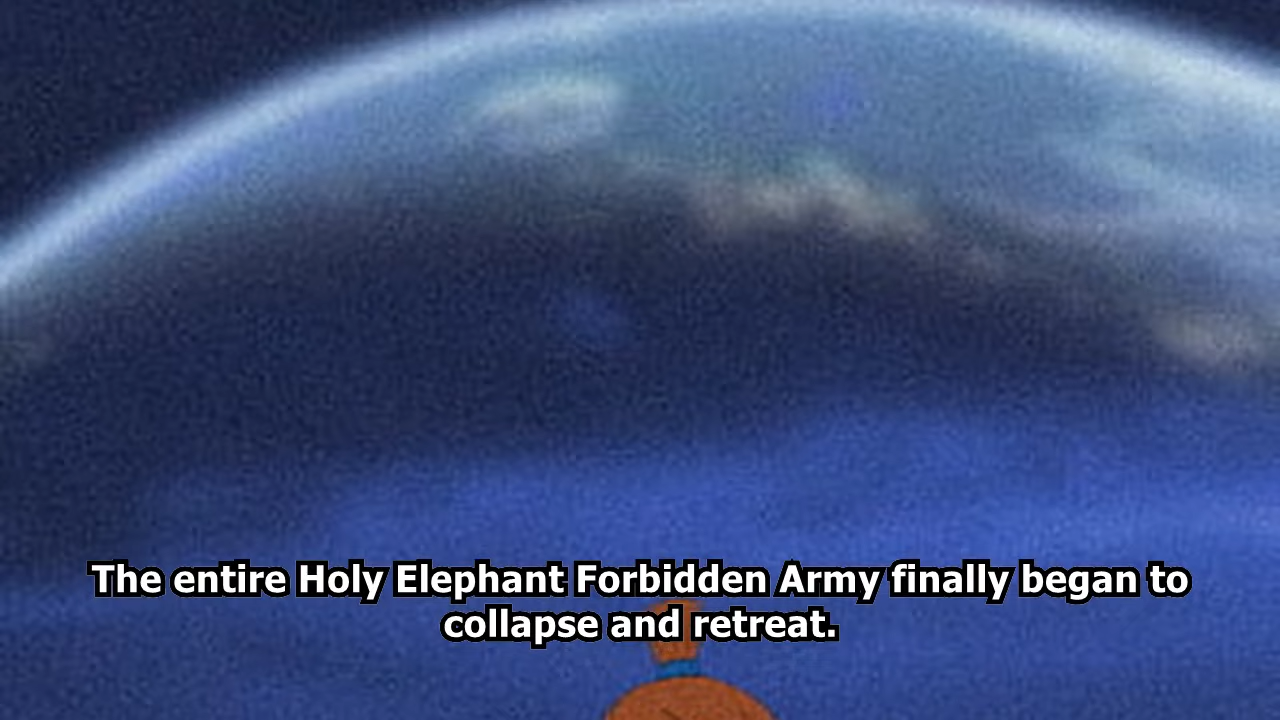 The entire Holy Elephant Forbidden Army finally began to
collapse and retreat.